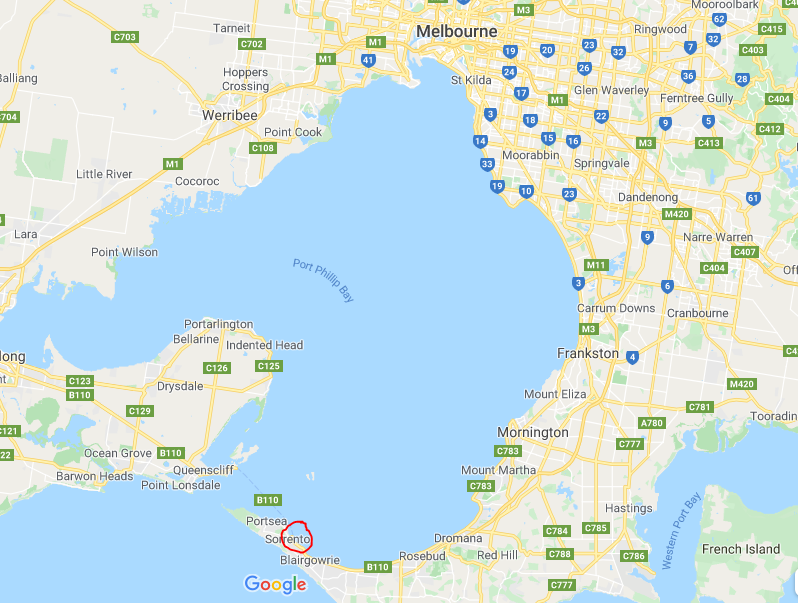 Mooroolbark
M3
62
C415
Melbourne
Ringwood
C703
Tarneit
C702
M1
M1
41
19
20
23
32
32
7
C403
Balliang
Hoppers
Crossing
St Kilda
24
26
36
28
17
Glen Waverley
Ferntree Gully
C404
Werribee
M1
C704
Point Cook
3
18
22
9
5
C412
14
15
16
M3
C413
C108
M1
33
Moorabbin
Springvale
Little River
Cocoroc
19
10
23
Dandenong
61
M420
Lara
9
Narre Warren
Point Wilson
C407
Port Phillip Bay
M11
C404
Off
3
6
Carrum Downs
Cranbourne
Portarlington
Bellarine
Indented Head
M3
C4
ong
Frankston
4
C126
C125
C123
B110
Drysdale
M420
Mount Eliza
C129
C781
Tooradin
C121
A780
Mornington
C777
Ocean Grove
B110
C783
22
Queenscliff
Barwon Heads
Point Lonsdale
Mount Martha
C783
B110
Hastings
Western Port Bay
Portsea
Sorrento
C784
C785
Dromana
French Island
Blairgowrie
Rosebud
Red Hill
C788
C786
B110
C777
Google